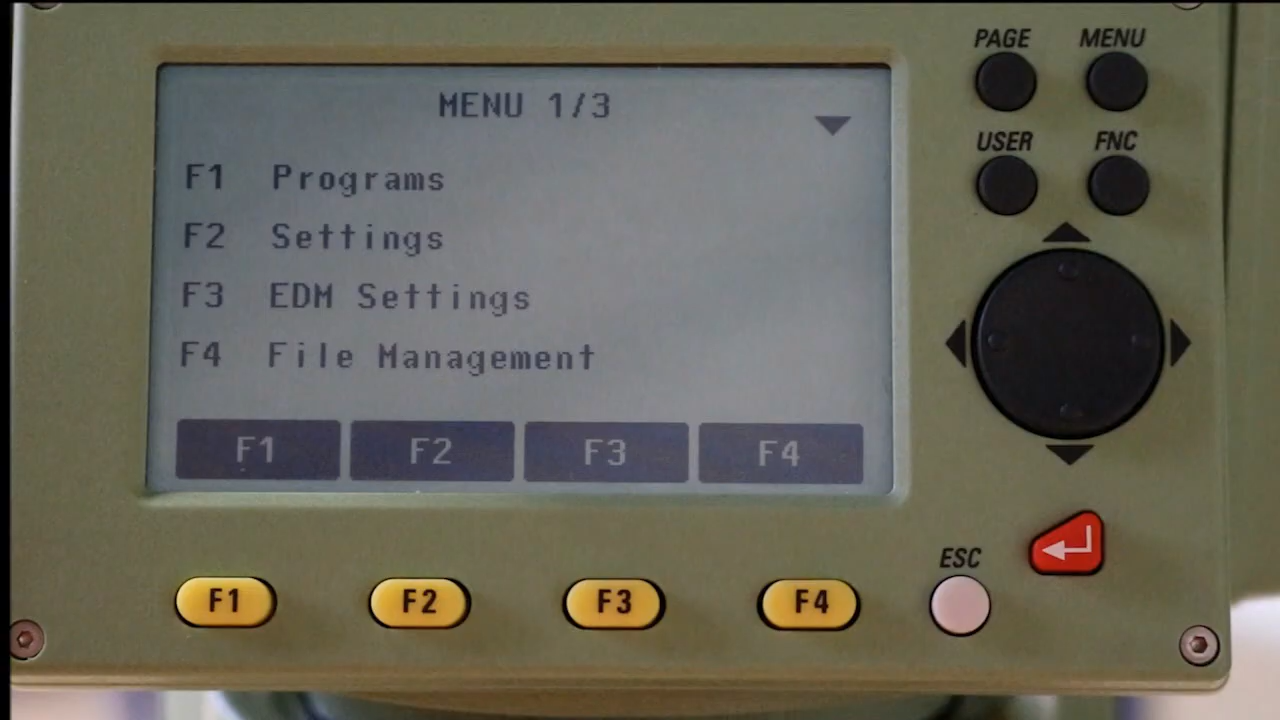 PAGE MENU
MENU 1/3
USER FNC
F1 Programs
F2 Settings
F3 EDM Settings
F4 File Management
F1 F2 F3 F4
ESC
F1 F2 F3 F4